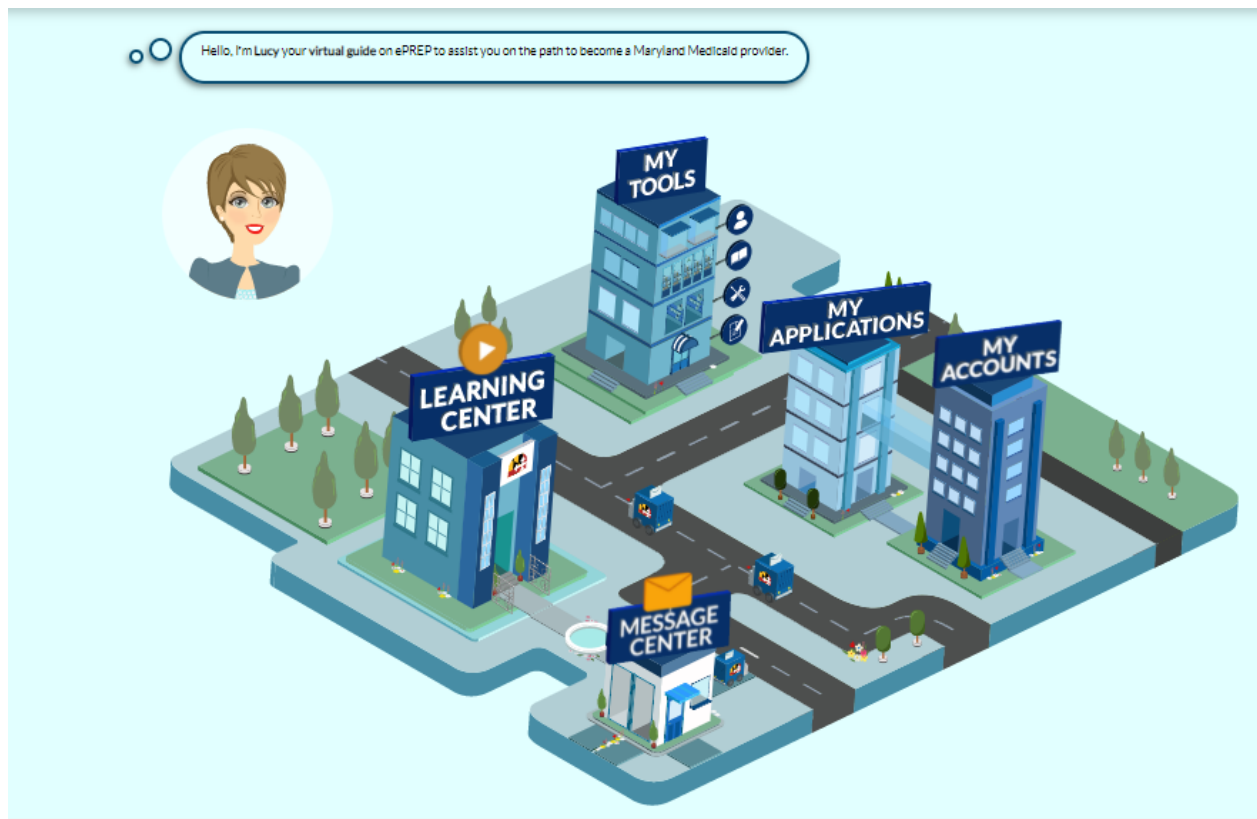 Hello, I'm Lucy your virtual guide on ePREP to assist you on the path to become a Maryland Medicaid provider.
MY
TOOLS
MY
APPLICATIONS
MY
ACCOUNTS
LEARNING
CENTER
MESSAGE
CENTER